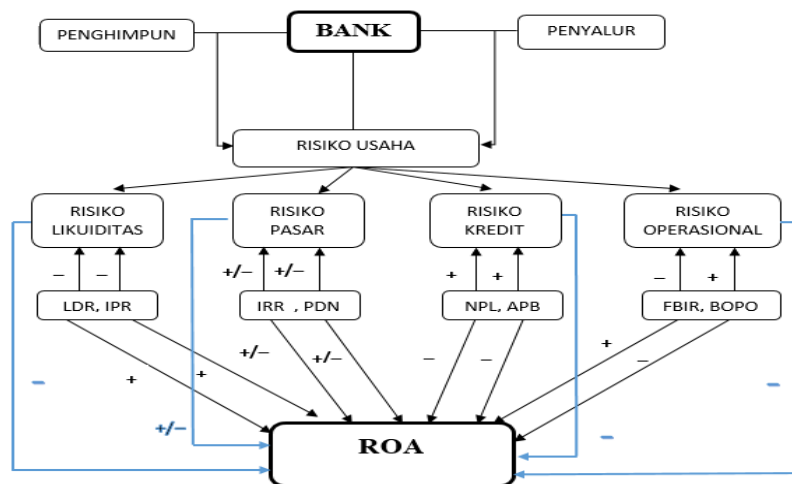 BANK
PENGHIMPUN
PENYALUR
RISIKO USAHA
RISIKO
LIKUIDITAS
RISIKO
PASAR
RISIKO
KREDIT
RISIKO
OPERASIONAL
– – +/– +/– + + – +
LDR, IPR
IRR , PDN
NPL, APB
FBIR, BOPO
+ + +/– +/– – – + –
– +/– – –
ROA